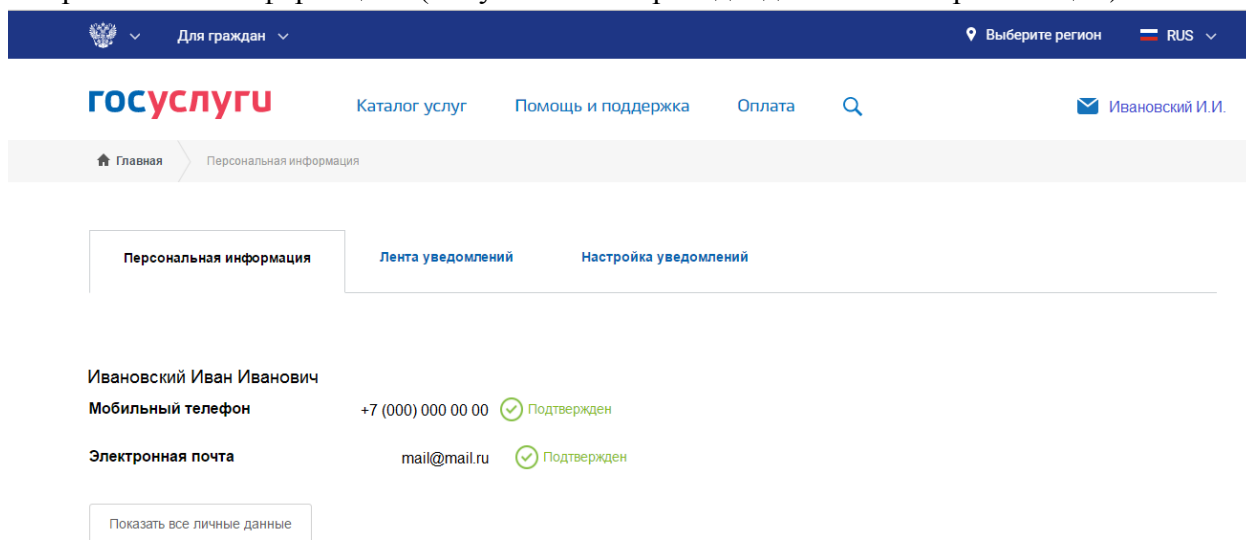 Для граждан Выберите регион RUS
госуслуги Каталог услуг Помощь и поддержка Оплата Ивановский И.И.
Главная Персональная информация
Персональная информация Лента уведомлений Настройка уведомлений
Ивановский Иван Иванович
Мобильный телефон +7 (000) 000 00 00 Подтвержден
Электронная почта mail@mail.ru Подтвержден
Показать все личные данные